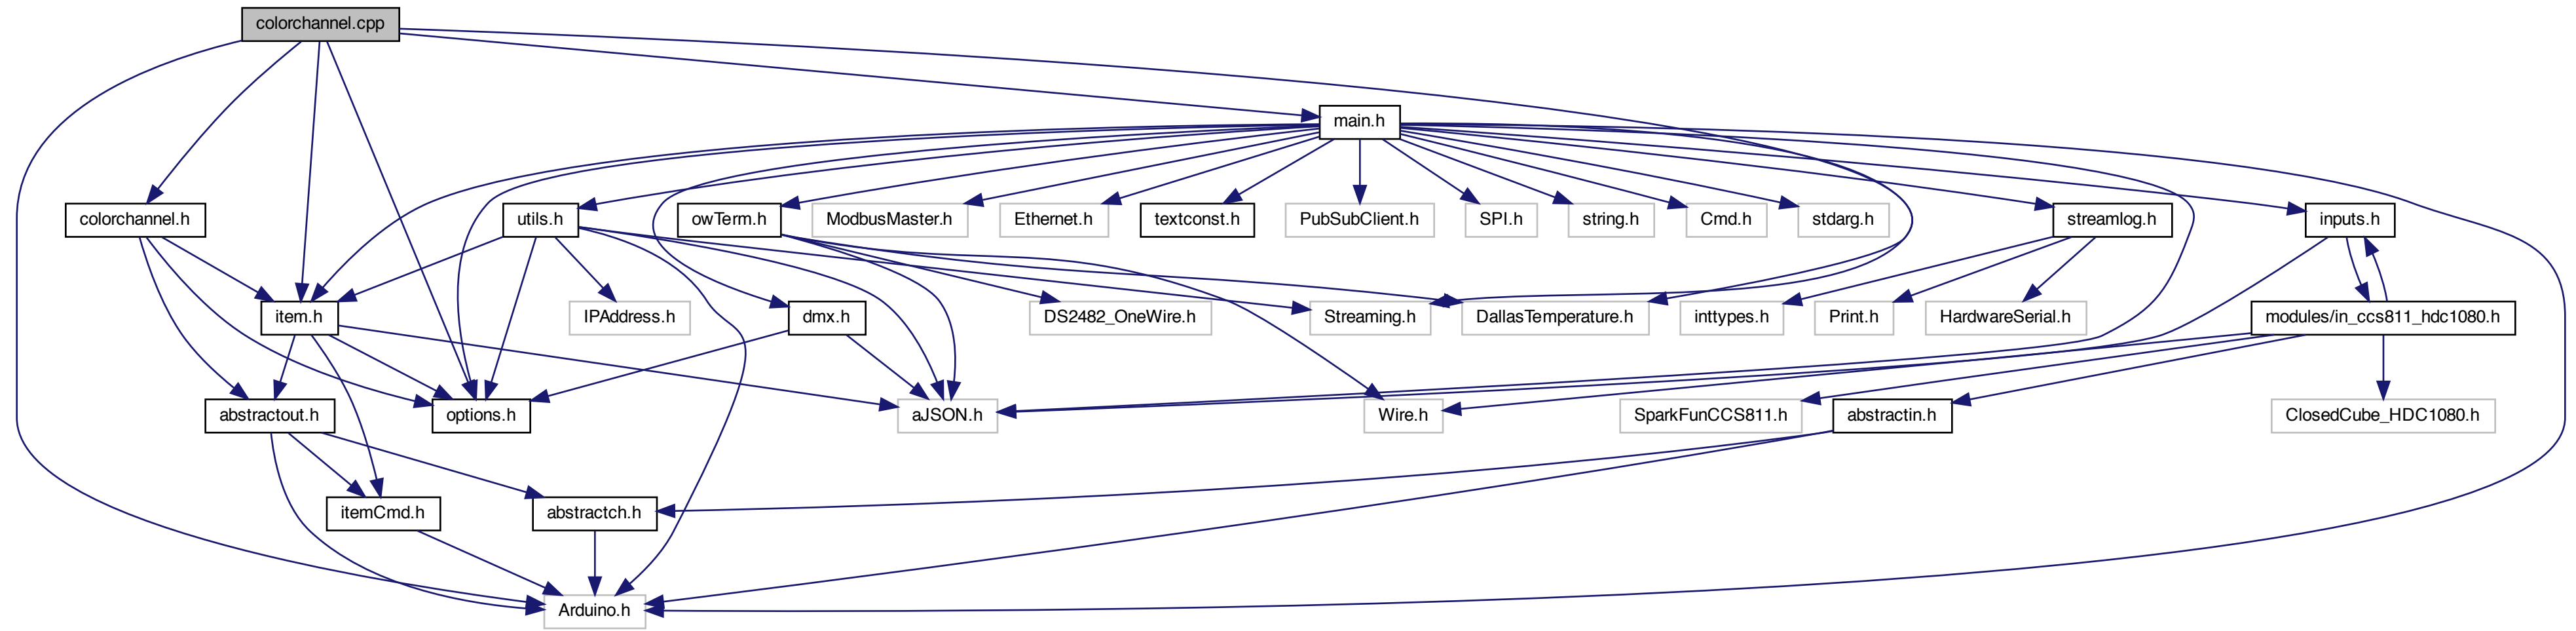 colorchannel.cpp
main.h
colorchannel.h
utils.h
owTerm.h
ModbusMaster.h
Ethernet.h
textconst.h
PubSubClient.h
SPI.h
string.h
Cmd.h
stdarg.h
streamlog.h
inputs.h
item.h
IPAddress.h
dmx.h
DS2482_OneWire.h
Streaming.h
DallasTemperature.h
inttypes.h
Print.h
HardwareSerial.h
modules/in_ccs811_hdc1080.h
abstractout.h
options.h
aJSON.h
Wire.h
SparkFunCCS811.h
abstractin.h
ClosedCube_HDC1080.h
itemCmd.h
abstractch.h
Arduino.h